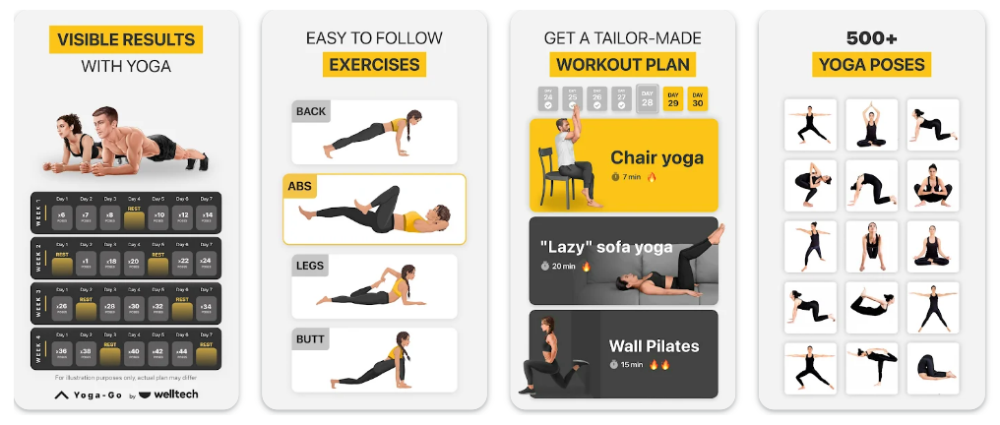 VISIBLE RESULTS
WITH YOGA
WEEK 1
Day 1 Day 2 Day 3 Day 4 Day 5 Day 6 Day 7
x6 POSES x7 POSES x8 POSES REST x10 POSES x12 POSES x14 POSES
WEEK 2
Day 1 Day 2 Day 3 Day 4 Day 5 Day 6 Day 7
REST x1 POSES x18 POSES x20 POSES REST x22 POSES x24 POSES
WEEK 3
Day 1 Day 2 Day 3 Day 4 Day 5 Day 6 Day 7
x26 POSES REST x28 POSES x30 POSES x32 POSES REST x34 POSES
WEEK 4
Day 1 Day 2 Day 3 Day 4 Day 5 Day 6 Day 7
x36 POSES x38 POSES REST x40 POSES x42 POSES x44 POSES REST
For illustration purposes only, actual plan may differ
Yoga-Go by welltech
EASY TO FOLLOW
EXERCISES
BACK
ABS
LEGS
BUTT
GET A TAILOR-MADE
WORKOUT PLAN
DAY 24 DAY 25 DAY 26 DAY 27 DAY 28 DAY 29 DAY 30
Chair yoga
7 min
"Lazy" sofa yoga
20 min
Wall Pilates
15 min
500+
YOGA POSES